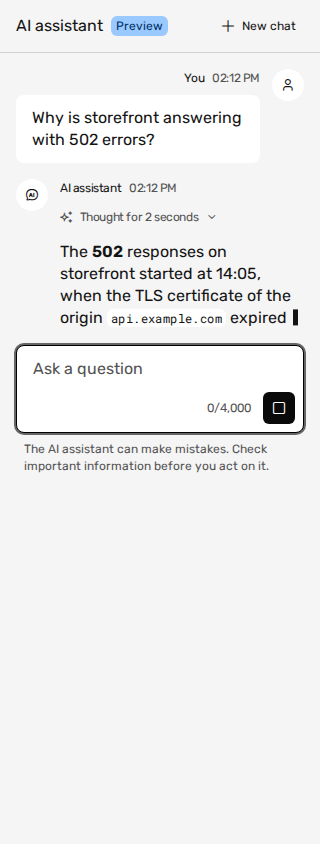 AI assistant Preview + New chat
You 02:12 PM
Why is storefront answering
with 502 errors?
AI
AI assistant 02:12 PM
Thought for 2 seconds
The 502 responses on
storefront started at 14:05,
when the TLS certificate of the
origin api.example.com expired
Ask a question
0/4,000
The AI assistant can make mistakes. Check
important information before you act on it.